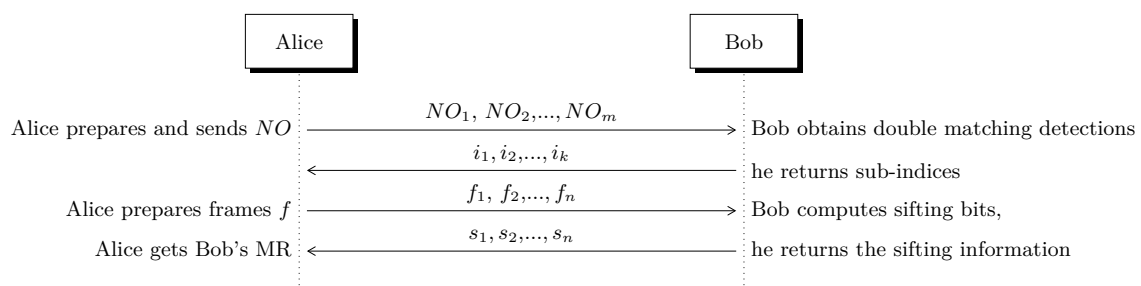 Alice Bob
NO₁, NO₂,...,NOₘ
Alice prepares and sends NO Bob obtains double matching detections
i₁, i₂,..., iₖ
he returns sub-indices
f₁, f₂,..., fₙ
Alice prepares frames f Bob computes sifting bits,
s₁, s₂,..., sₙ
Alice gets Bob's MR he returns the sifting information